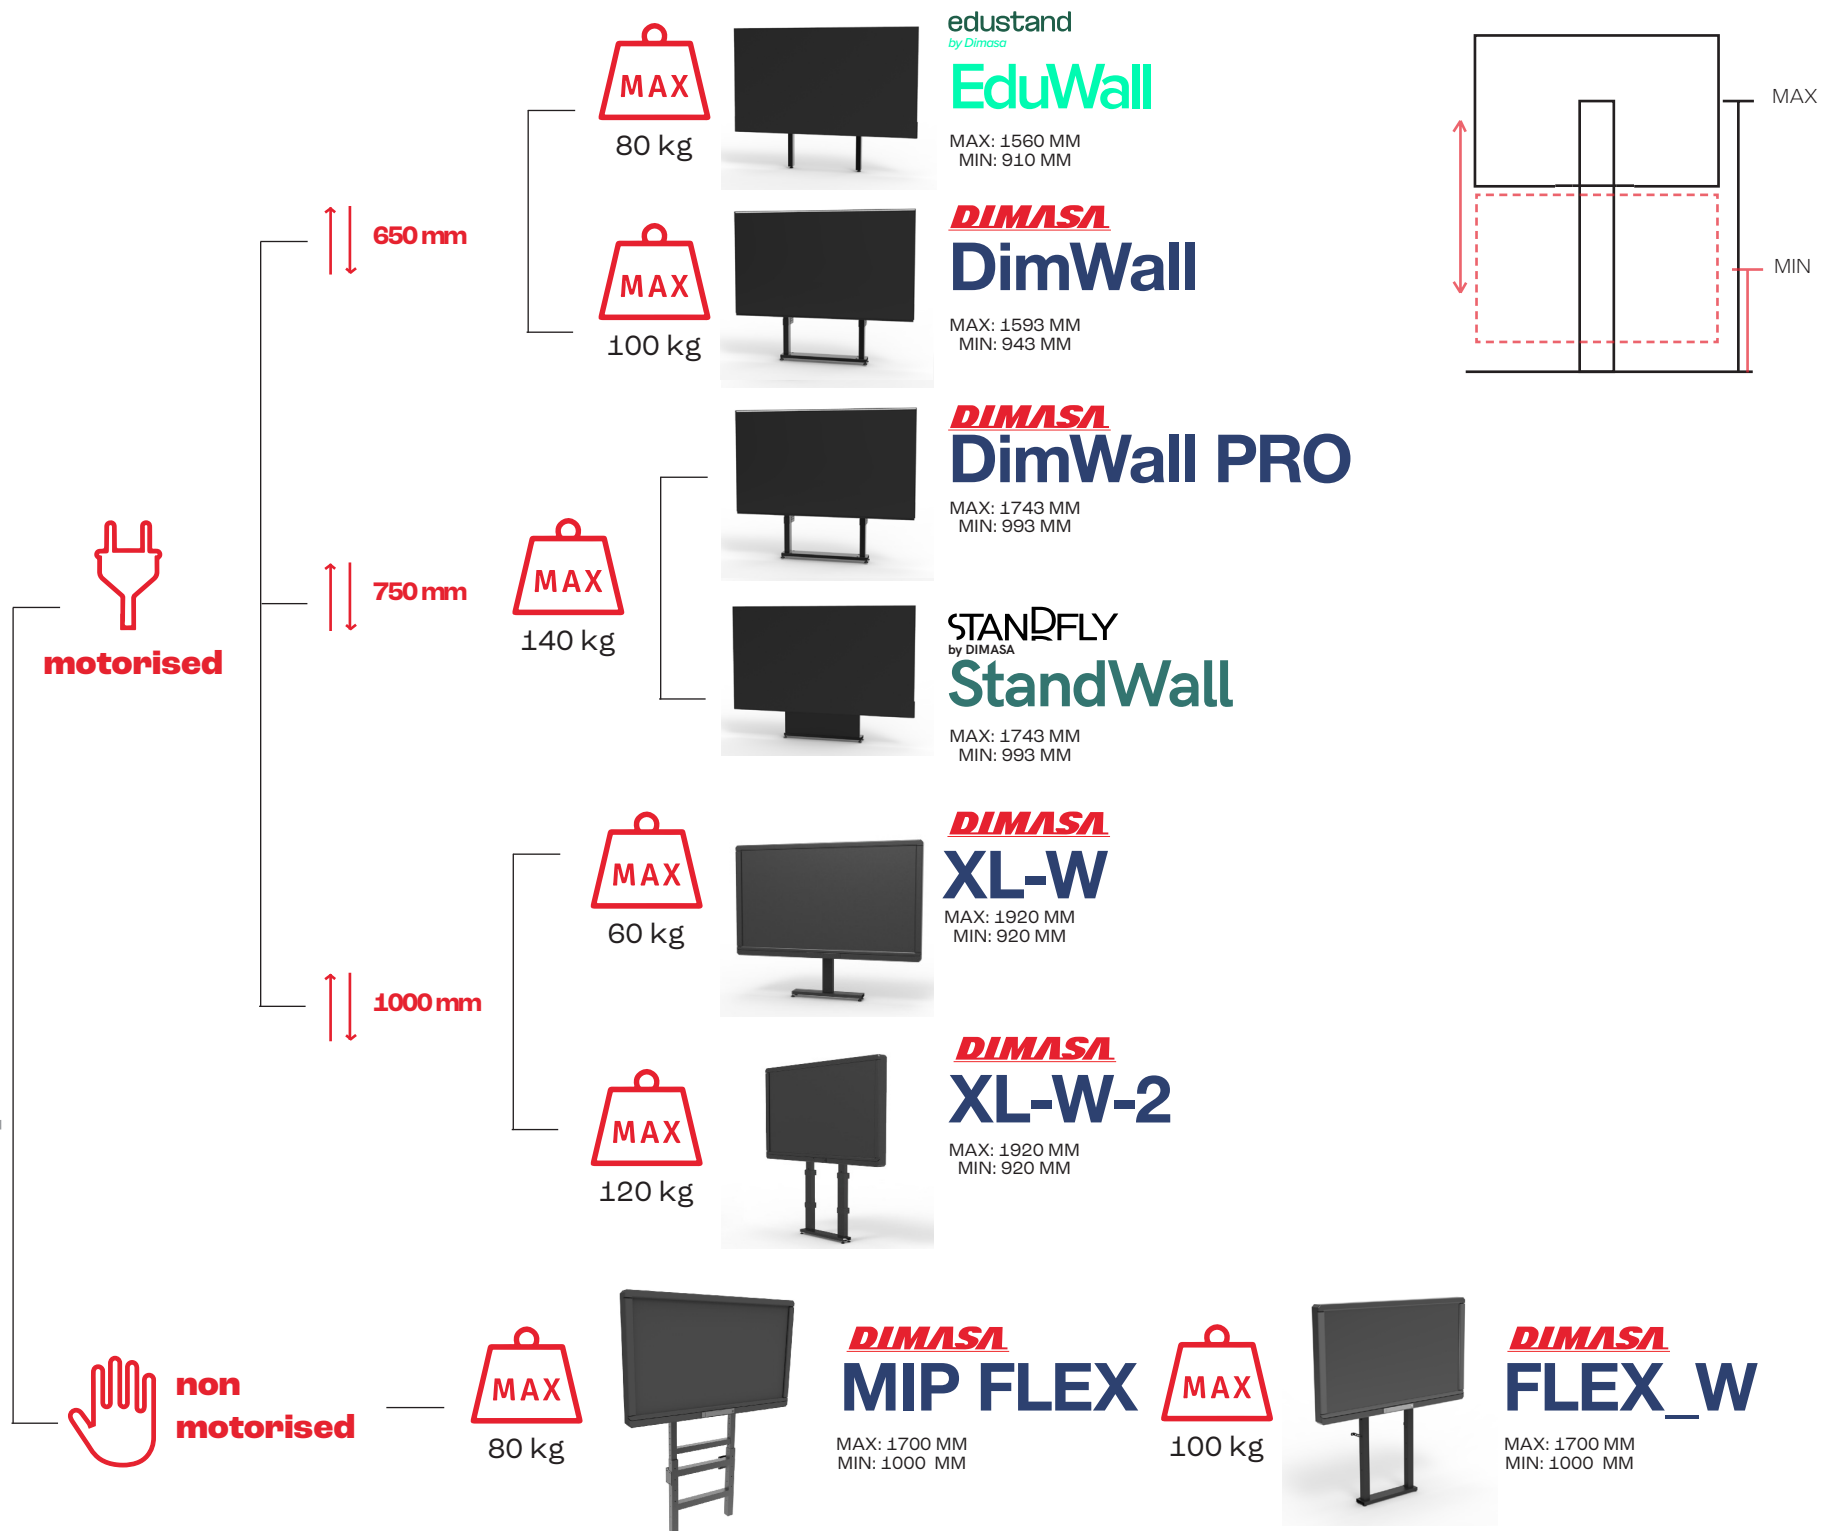 edustand
by Dimasa
EduWall
MAX
80 kg
MAX: 1560 MM
MIN: 910 MM
MAX
MIN
650 mm
DIMASA
DimWall
MAX
100 kg
MAX: 1593 MM
MIN: 943 MM
DIMASA
DimWall PRO
MAX: 1743 MM
MIN: 993 MM
motorised
750 mm
MAX
140 kg
STANDFLY
by DIMASA
StandWall
MAX: 1743 MM
MIN: 993 MM
DIMASA
XL-W
MAX
60 kg
MAX: 1920 MM
MIN: 920 MM
1000 mm
DIMASA
XL-W-2
MAX
120 kg
MAX: 1920 MM
MIN: 920 MM
non
motorised
MAX
80 kg
DIMASA
MIP FLEX
MAX: 1700 MM
MIN: 1000 MM
MAX
100 kg
DIMASA
FLEX_W
MAX: 1700 MM
MIN: 1000 MM